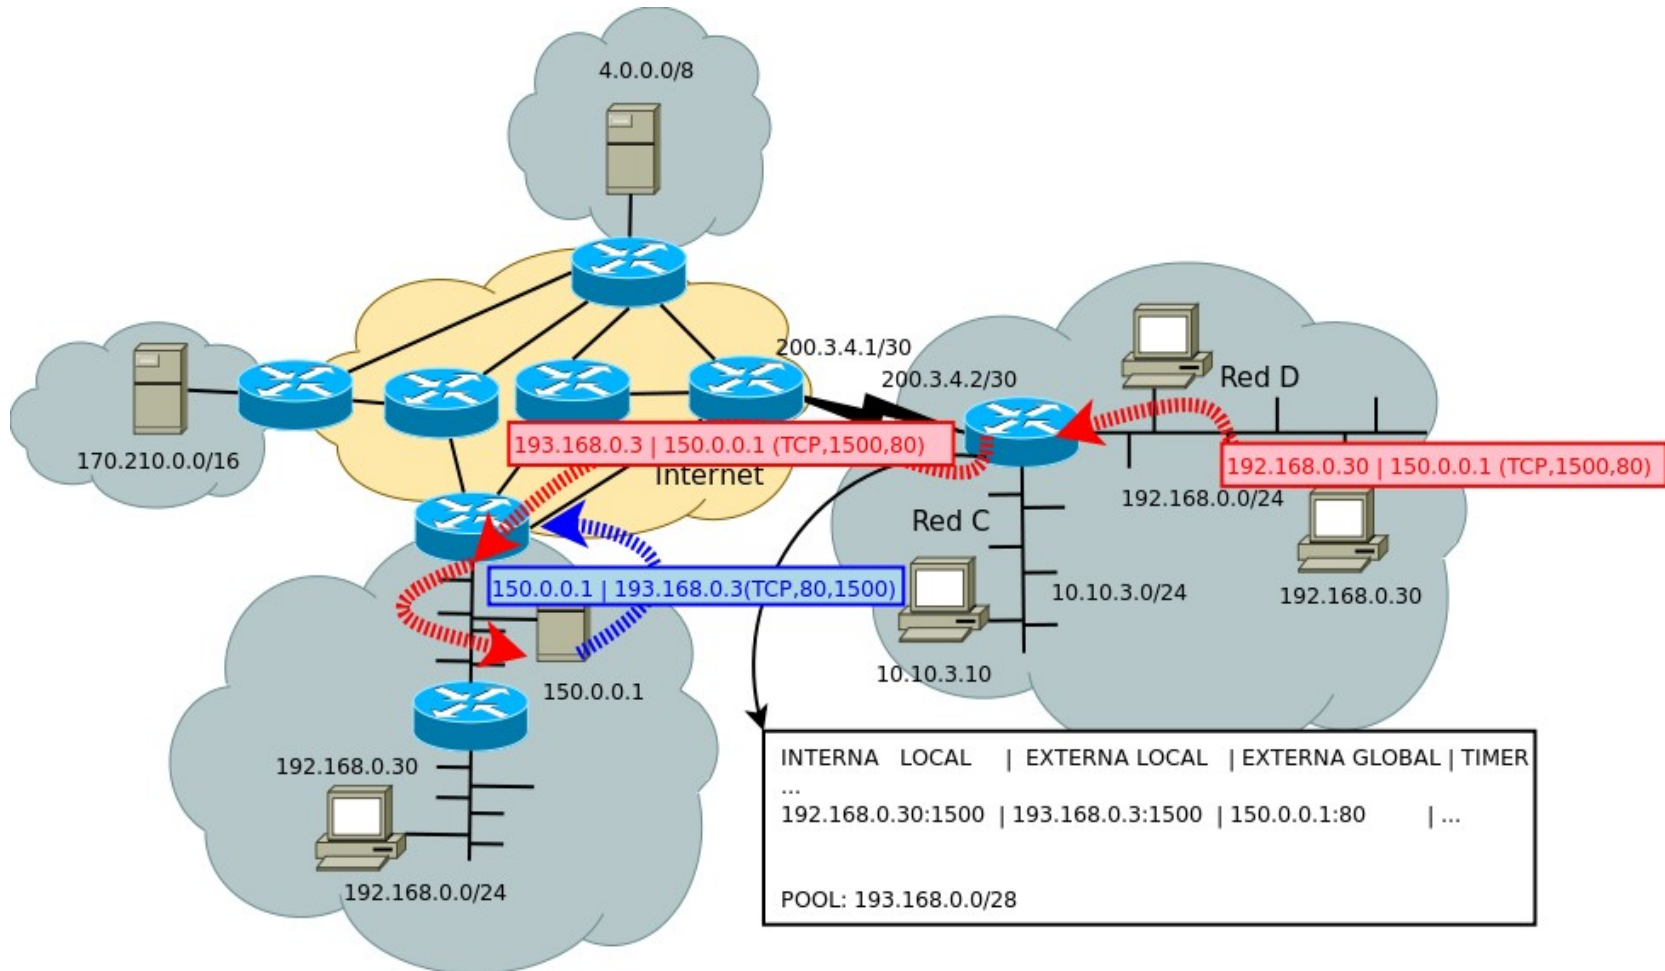 4.0.0.0/8
200.3.4.1/30
200.3.4.2/30
Red D
193.168.0.3 | 150.0.0.1 (TCP,1500,80)
192.168.0.30 | 150.0.0.1 (TCP,1500,80)
170.210.0.0/16
Internet
192.168.0.0/24
Red C
150.0.0.1 | 193.168.0.3(TCP,80,1500)
10.10.3.0/24
192.168.0.30
10.10.3.10
150.0.0.1
192.168.0.30
192.168.0.0/24
INTERNA LOCAL | EXTERNA LOCAL | EXTERNA GLOBAL | TIMER
...
192.168.0.30:1500 | 193.168.0.3:1500 | 150.0.0.1:80 | ...
POOL: 193.168.0.0/28